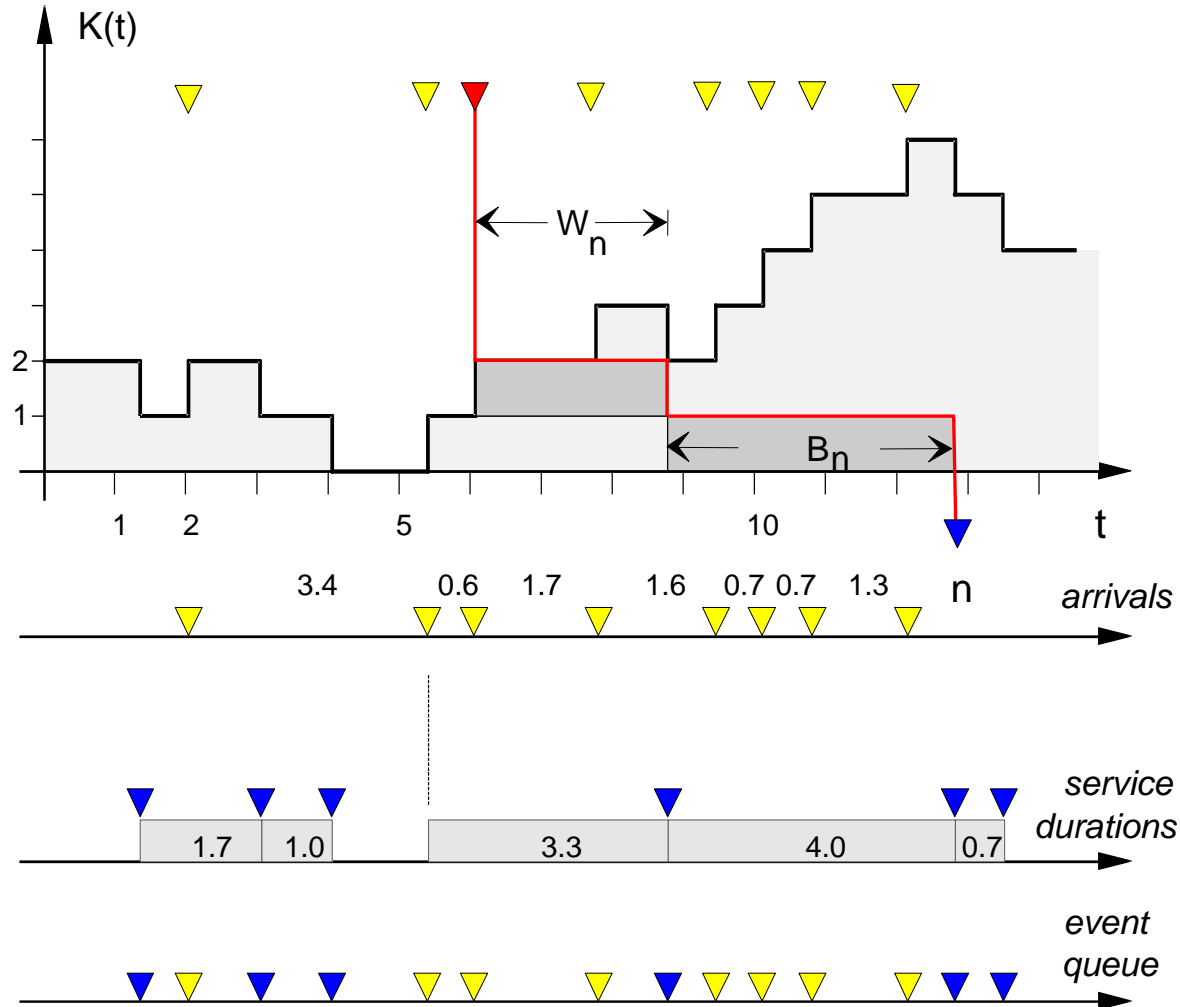 K(t)
W
n
2
1
B
n
1 2 5 10 t
3.4 0.6 1.7 1.6 0.7 0.7 1.3 n arrivals
service
durations
1.7 1.0 3.3 4.0 0.7
event
queue